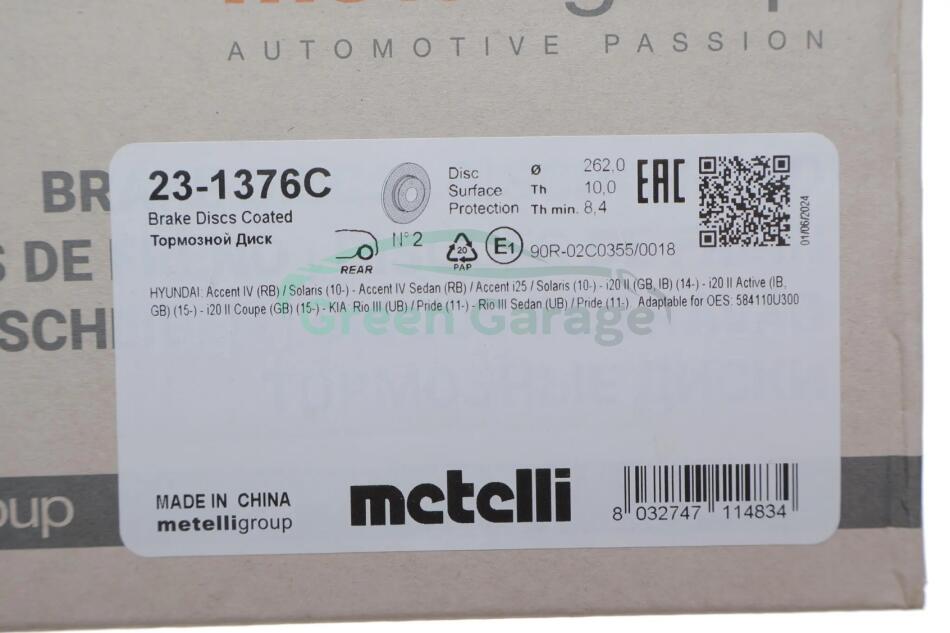 AUTOMOTIVE PASSION
23-1376C
Brake Discs Coated
Тормозной Диск
Disc Ø 262,0
Surface Th 10,0
Protection Th min. 8,4
EAC
01/06/2024
REAR
N°2
20
PAP
E1
90R-02C0355/0018
HYUNDAI: Accent IV (RB) / Solaris (10-) - Accent IV Sedan (RB) / Accent i25 / Solaris (10-) - i20 II (GB, IB) (14-) - i20 II Active (IB,
GB) (15-) - i20 II Coupe (GB) (15-) - KIA: Rio III (UB) / Pride (11-) - Rio III Sedan (UB) / Pride (11-) Adaptable for OES: 584110U300
Green Garage
BR
S DE
SCHE
ТОРМОЗНЫЕ ДИСКИ
MADE IN CHINA
metelligroup
metelli
8 032747 114834
oup